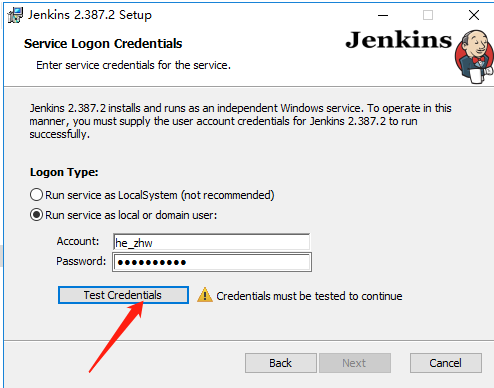 Jenkins 2.387.2 Setup
Service Logon Credentials
Enter service credentials for the service.
Jenkins
Jenkins 2.387.2 installs and runs as an independent Windows service. To operate in this
manner, you must supply the user account credentials for Jenkins 2.387.2 to run
successfully.
Logon Type:
Run service as LocalSystem (not recommended)
Run service as local or domain user:
Account: he_zhw
Password: ●●●●●●●●●●
Test Credentials Credentials must be tested to continue
Back Next Cancel